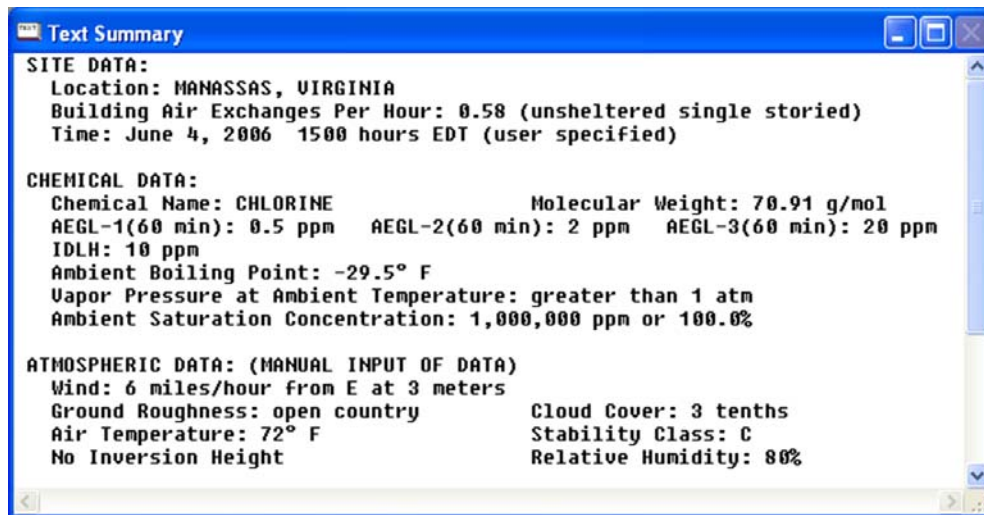 Text Summary
SITE DATA:
Location: MANASSAS, VIRGINIA
Building Air Exchanges Per Hour: 0.58 (unsheltered single storied)
Time: June 4, 2006 1500 hours EDT (user specified)
CHEMICAL DATA:
Chemical Name: CHLORINE Molecular Weight: 70.91 g/mol
AEGL-1(60 min): 0.5 ppm AEGL-2(60 min): 2 ppm AEGL-3(60 min): 20 ppm
IDLH: 10 ppm
Ambient Boiling Point: -29.5° F
Vapor Pressure at Ambient Temperature: greater than 1 atm
Ambient Saturation Concentration: 1,000,000 ppm or 100.0%
ATMOSPHERIC DATA: (MANUAL INPUT OF DATA)
Wind: 6 miles/hour from E at 3 meters
Ground Roughness: open country Cloud Cover: 3 tenths
Air Temperature: 72° F Stability Class: C
No Inversion Height Relative Humidity: 80%